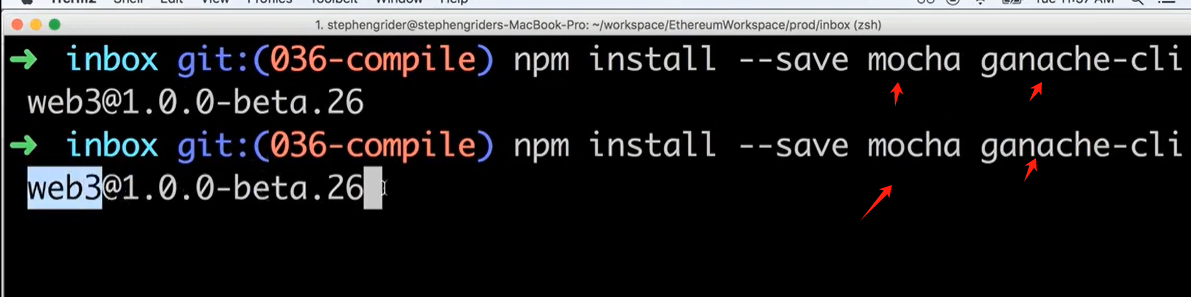 1. stephengrider@stephengriders-MacBook-Pro: ~/workspace/EthereumWorkspace/prod/inbox (zsh)
➜ inbox git:(036-compile) npm install --save mocha ganache-cli
web3@1.0.0-beta.26
➜ inbox git:(036-compile) npm install --save mocha ganache-cli
web3@1.0.0-beta.26